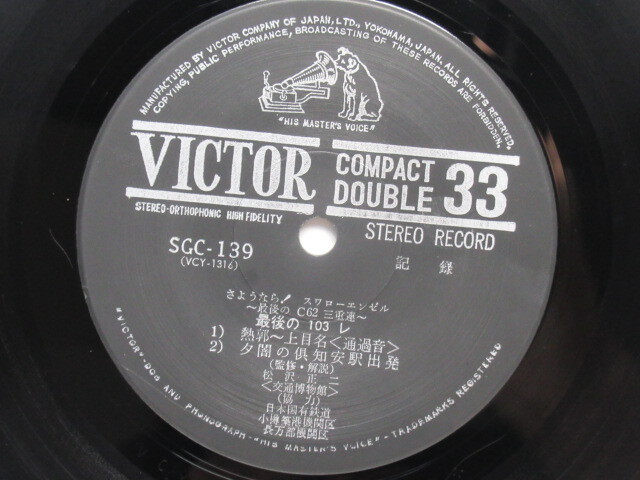 MANUFACTURED BY VICTOR COMPANY OF JAPAN, LTD., YOKOHAMA, JAPAN. ALL RIGHTS RESERVED.
COPYING, PUBLIC PERFORMANCE, BROADCASTING OF THESE RECORDS ARE FORBIDDEN.
"HIS MASTER'S VOICE"
VICTOR
COMPACT
DOUBLE 33
STEREO-ORTHOPHONIC HIGH FIDELITY
STEREO RECORD
SGC-139
(VCY-1316)
記 録
さようなら! スワローエンゼル
〜最後の C62 三重連〜
最後の 103 レ
1) 熱郛〜上目名<通過音>
2) 夕闇の倶知安駅出発
(監修・解説)
松沢正二
<交通博物館>
(協力)
日本国有鉄道
小樽築港機関区
長万部機関区
"VICTOR"-DOG AND PHONOGRAPH-"HIS MASTER'S VOICE"-TRADEMARKS REGISTERED